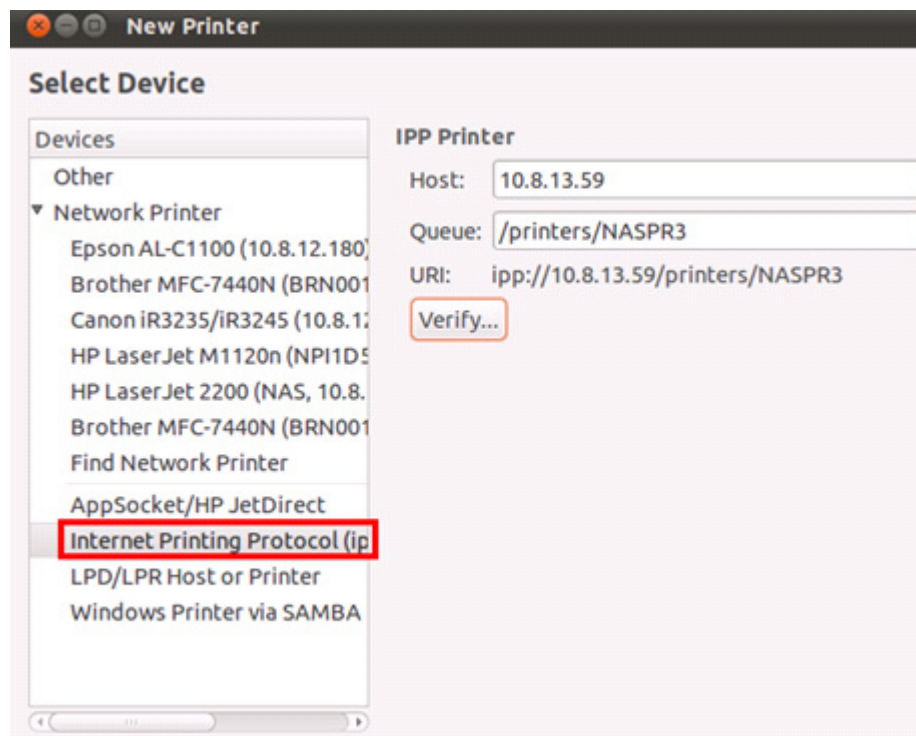 New Printer
Select Device
Devices
Other
Network Printer
Epson AL-C1100 (10.8.12.180)
Brother MFC-7440N (BRN001
Canon iR3235/iR3245 (10.8.12
HP LaserJet M1120n (NPI1D5
HP LaserJet 2200 (NAS, 10.8.
Brother MFC-7440N (BRN001
Find Network Printer
AppSocket/HP JetDirect
Internet Printing Protocol (ip
LPD/LPR Host or Printer
Windows Printer via SAMBA
IPP Printer
Host: 10.8.13.59
Queue: /printers/NASPR3
URI: ipp://10.8.13.59/printers/NASPR3
Verify...